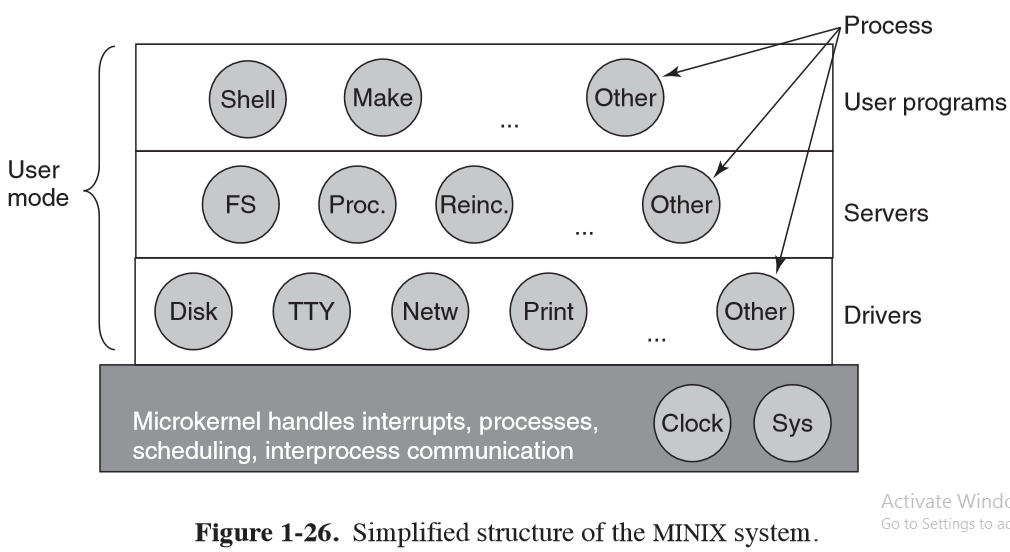 Process
Shell Make ... Other
User programs
User
mode
FS Proc. Reinc. ... Other
Servers
Disk TTY Netw Print ... Other
Drivers
Microkernel handles interrupts, processes,
scheduling, interprocess communication
Clock Sys
Figure 1-26. Simplified structure of the MINIX system.
Activate Windo
Go to Settings to ac